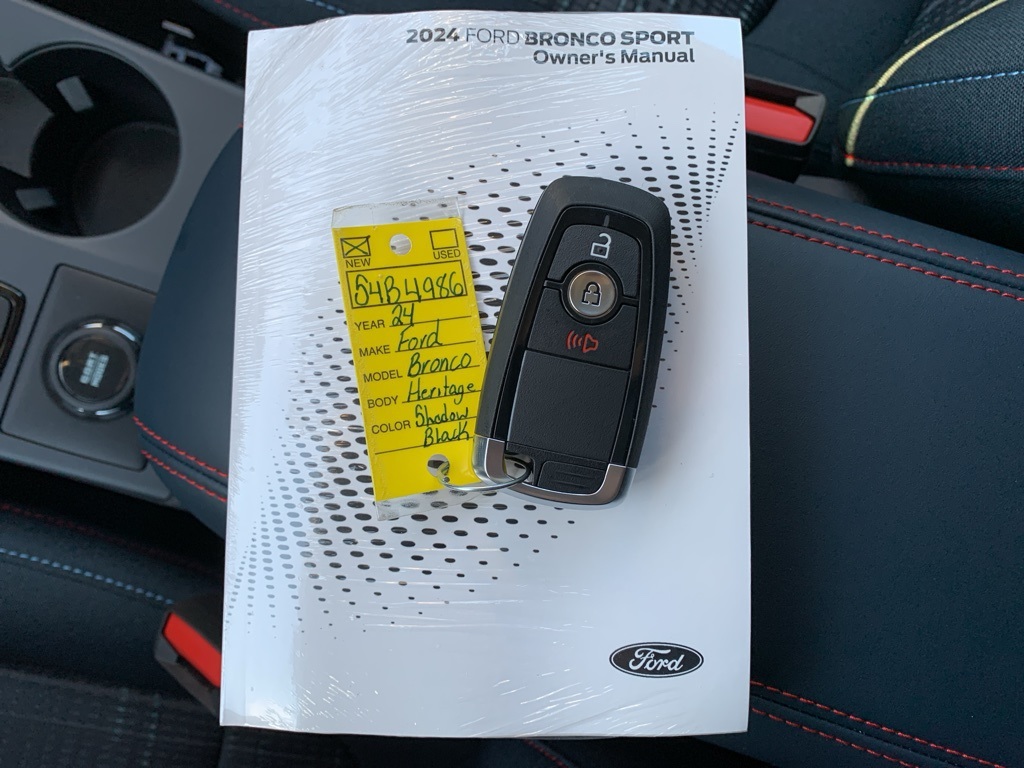 2024 FORD BRONCO SPORT
Owner's Manual
NEW USED
54B4986
YEAR 24
MAKE Ford
MODEL Bronco
BODY Heritage
COLOR Shadow
Black
Ford